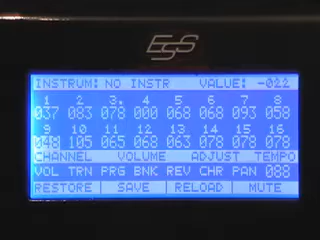 ESS
INSTRUM: NO INSTR VALUE: -022
1 2 3. 4 5 6 7 8
037 083 078 000 068 068 093 058
9 10 11 12 13 14 15 16
048 105 065 068 063 078 078 078
CHANNEL VOLUME ADJUST TEMPO
VOL TRN PRG BNK REV CHR PAN 088
RESTORE SAVE RELOAD MUTE